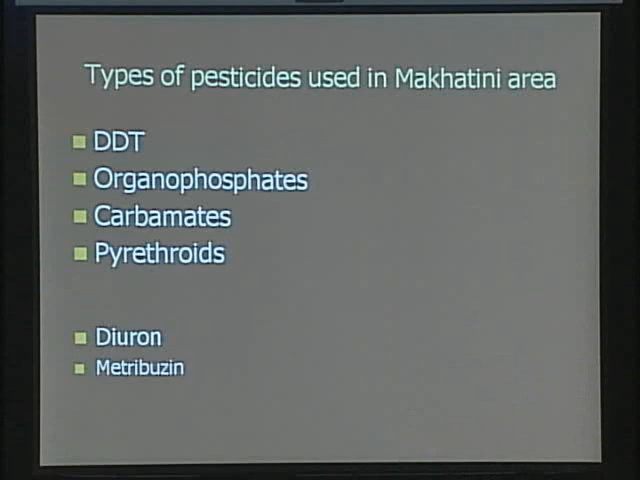 Types of pesticides used in Makhatini area
DDT
Organophosphates
Carbamates
Pyrethroids
Diuron
Metribuzin